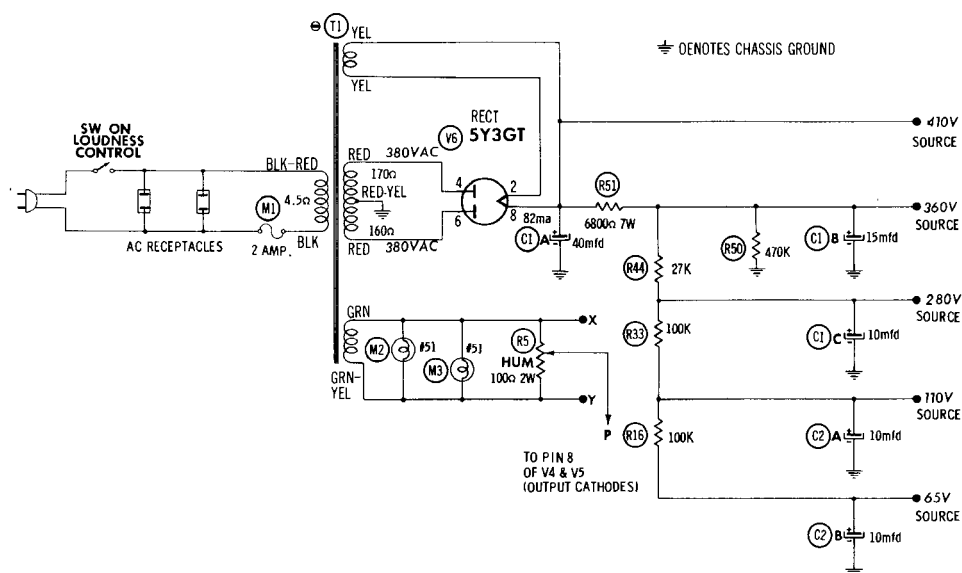 ⊖ T1
YEL
YEL
⏚ DENOTES CHASSIS GROUND
RECT
V6 5Y3GT
410V
SOURCE
SW ON
LOUDNESS
CONTROL
BLK-RED
4.5Ω
M1
BLK
2 AMP.
AC RECEPTACLES
RED 380VAC
170Ω
RED-YEL
160Ω
RED 380VAC
4
6
2
8
82ma
C1 A
40mfd
R51
6800Ω 7W
360V
SOURCE
R50
470K
C1 B
15mfd
R44
27K
280V
SOURCE
R33
100K
C1 C
10mfd
GRN
M2
#51
M3
#51
R5
HUM
100Ω 2W
X
Y
GRN-
YEL
P
TO PIN 8
OF V4 & V5
(OUTPUT CATHODES)
110V
SOURCE
R16
100K
C2 A
10mfd
65V
SOURCE
C2 B
10mfd